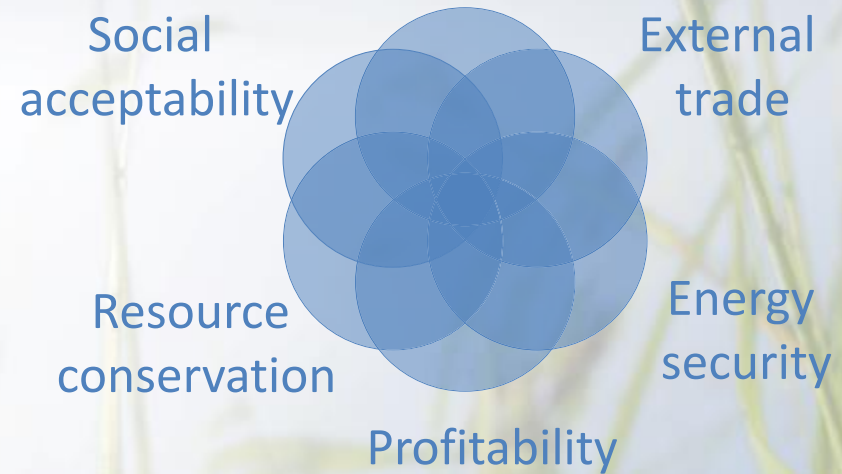 Social
acceptability
External
trade
Resource
conservation
Energy
security
Profitability